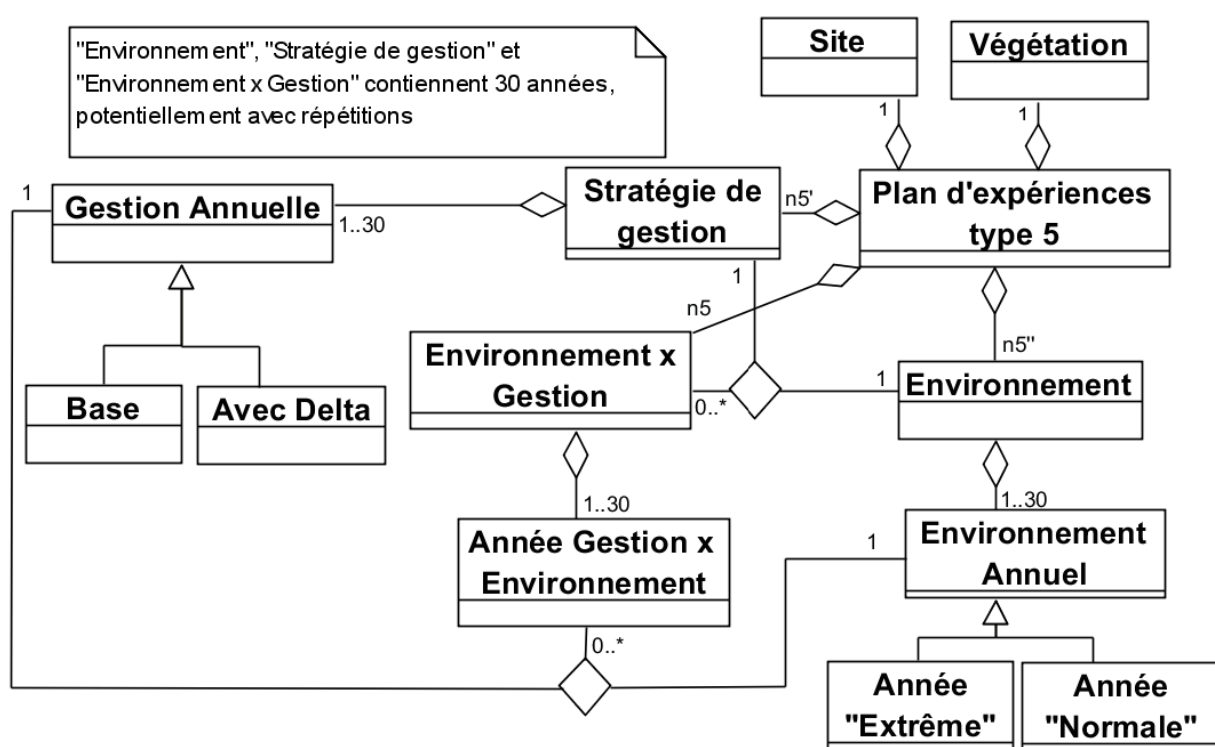 "Environnement", "Stratégie de gestion" et
"Environnement x Gestion" contiennent 30 années,
potentiellement avec répétitions
Site
Végétation
1
1
1
Gestion Annuelle
1..30
Stratégie de
gestion
n5'
Plan d'expériences
type 5
1
n5
n5''
Environnement x
Gestion
0..*
1
Environnement
Base
Avec Delta
1..30
1..30
Année Gestion x
Environnement
1
Environnement
Annuel
0..*
Année
"Extrême"
Année
"Normale"